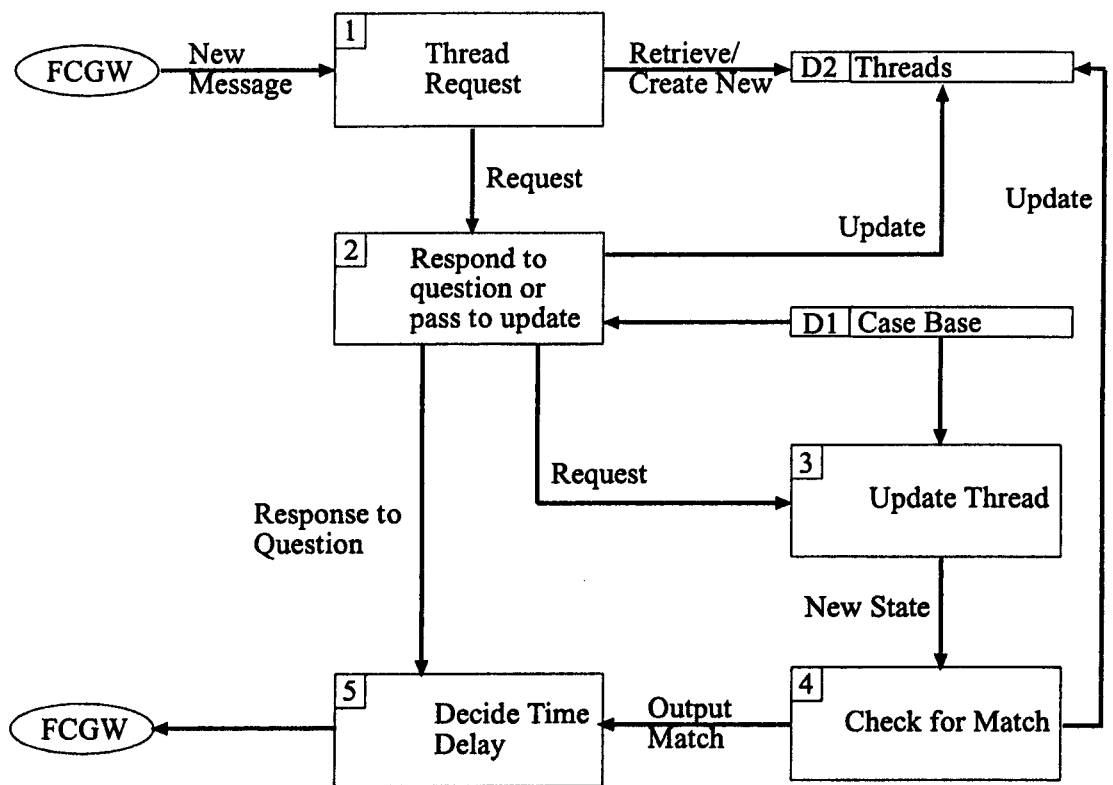 1
FCGW
New
Message
Thread
Request
Retrieve/
Create New
D2 Threads
Request
Update
Update
2
Respond to
question or
pass to update
D1 Case Base
3
Request
Update Thread
Response to
Question
New State
5
4
FCGW
Decide Time
Delay
Output
Match
Check for Match